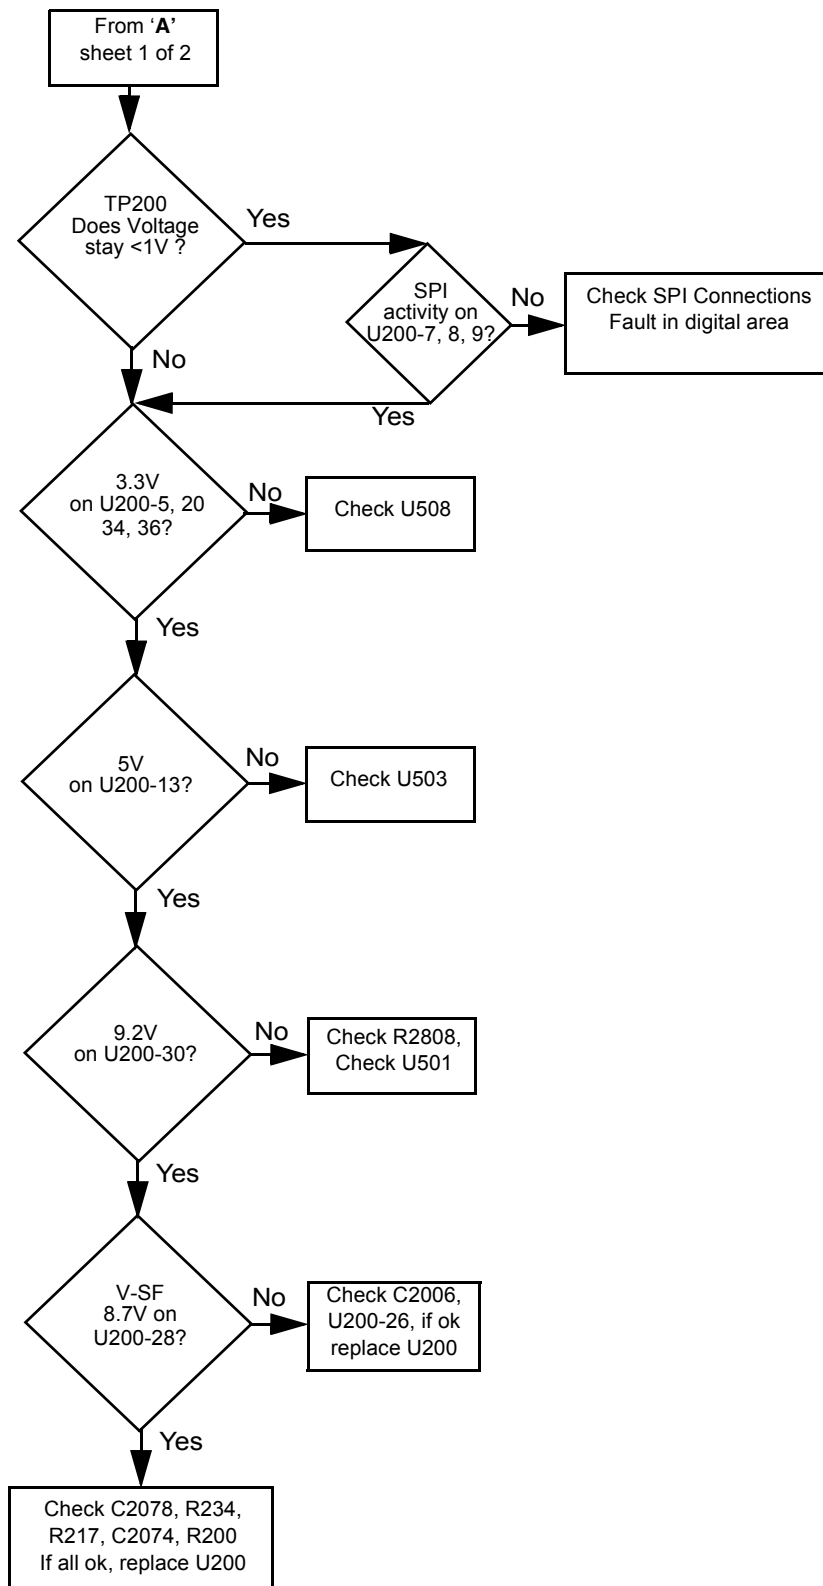 From ‘A’
sheet 1 of 2
TP200
Does Voltage
stay <1V ?
Yes
SPI
activity on
U200-7, 8, 9?
No
Check SPI Connections
Fault in digital area
No
Yes
3.3V
on U200-5, 20
34, 36?
No
Check U508
Yes
5V
on U200-13?
No
Check U503
Yes
9.2V
on U200-30?
No
Check R2808,
Check U501
Yes
V-SF
8.7V on
U200-28?
No
Check C2006,
U200-26, if ok
replace U200
Yes
Check C2078, R234,
R217, C2074, R200
If all ok, replace U200